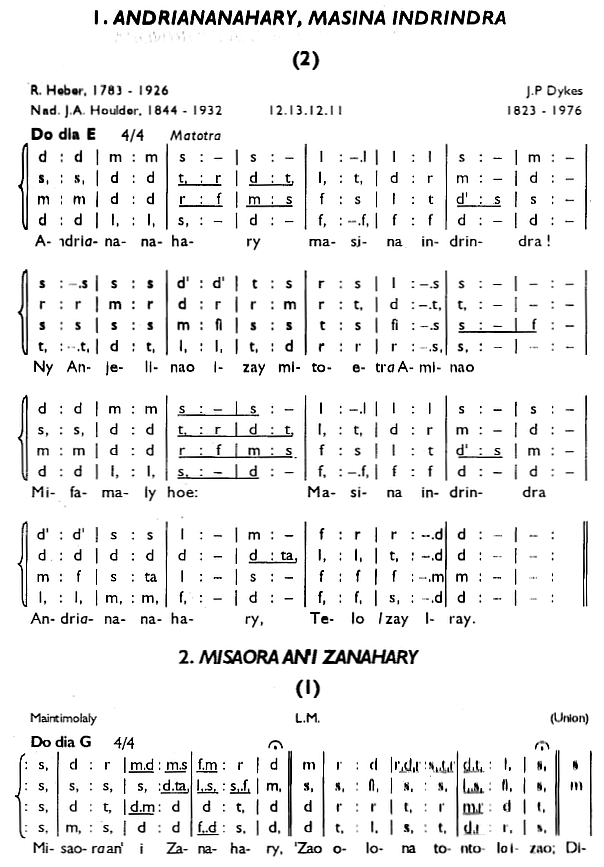 1. ANDRIANANAHARY, MASINA INDRINDRA
(2)
R. Heber, 1783 - 1926 J.P Dykes
Nad. J.A. Houlder, 1844 - 1932 12.13.12.11 1823 - 1976
Do dia E 4/4 Matotra
d : d | m : m | s : – | s : – | l : –.l | l : l | s : – | m : –
s, : s, | d : d | t, : r | d : t, | l, : t, | d : r | m : – | d : –
m : m | d : d | r : f | m : s | f : s | l : t | d' : s | s : –
d : d | l, : l, | s, : – | d : – | f, : –.f, | f : f | d : – | d : –
A- ndria- na- na- ha- ry ma- si- na in- drin- dra !
s : –.s | s : s | d' : d' | t : s | r : s | l : –.s | s : – | – : –
r : r | m : r | d : r | r : m | r : t, | d : –.t, | t, : – | – : –
s : s | s : s | m : fi | s : s | t : s | fi : –.s | s : – | f : –
t, : –.t, | d : t, | l, : l, | t, : d | r : r | r : –.s, | s, : – | – : –
Ny An- je- li- nao i- zay mi- to- e- tra A- mi- nao
d : d | m : m | s : – | s : – | l : –.l | l : l | s : – | s : –
s, : s, | d : d | t, : r | d : t, | l, : t, | d : r | m : – | d : –
m : m | d : d | r : f | m : s | f : s | l : t | d' : s | m : –
d : d | l, : l, | s, : – | d : – | f, : –.f, | f : f | d : – | d : –
Mi- fa- ma- ly hoe: Ma- si- na in- drin- dra
d' : d' | s : s | l : – | m : – | f : r | r : –.d | d : – | – :
d : d | d : d | d : – | d : ta, | l, : l, | t, : –.d | d : – | – :
m : f | s : ta | l : – | s : – | f : f | f : –.m | m : – | – :
l, : l, | m, : m, | f, : – | d : – | f, : f, | s, : –.d | d : – | – :
An- dria- na- na- ha- ry, Te- lo Izay I- ray.
2. MISAORA AN'I ZANAHARY
(1)
Maintimolaly L.M. (Union)
Do dia G 4/4
: s, | d : r | m.d : m.s | f.m : r | d || m | r : d | | | s, || s
: s, | s, : s, | s, : d.ta, | l,.s, : s,.f, | m, || s, | s, : fi, | s, : s, | l,.s, : fi, | s, || m
: s, | d : t, | d.m : d | d : t, | d || d | r : r | t, : r | m.r : d | t,
: s, | m, : s, | d : d | f,.d : s, | d, || d | t, : l, | s, : t, | : r, | s,
Mi- sao- ra an' i Za- na- ha- ry, 'Zao o- lo- na to- nto- lo i- zao; Di-